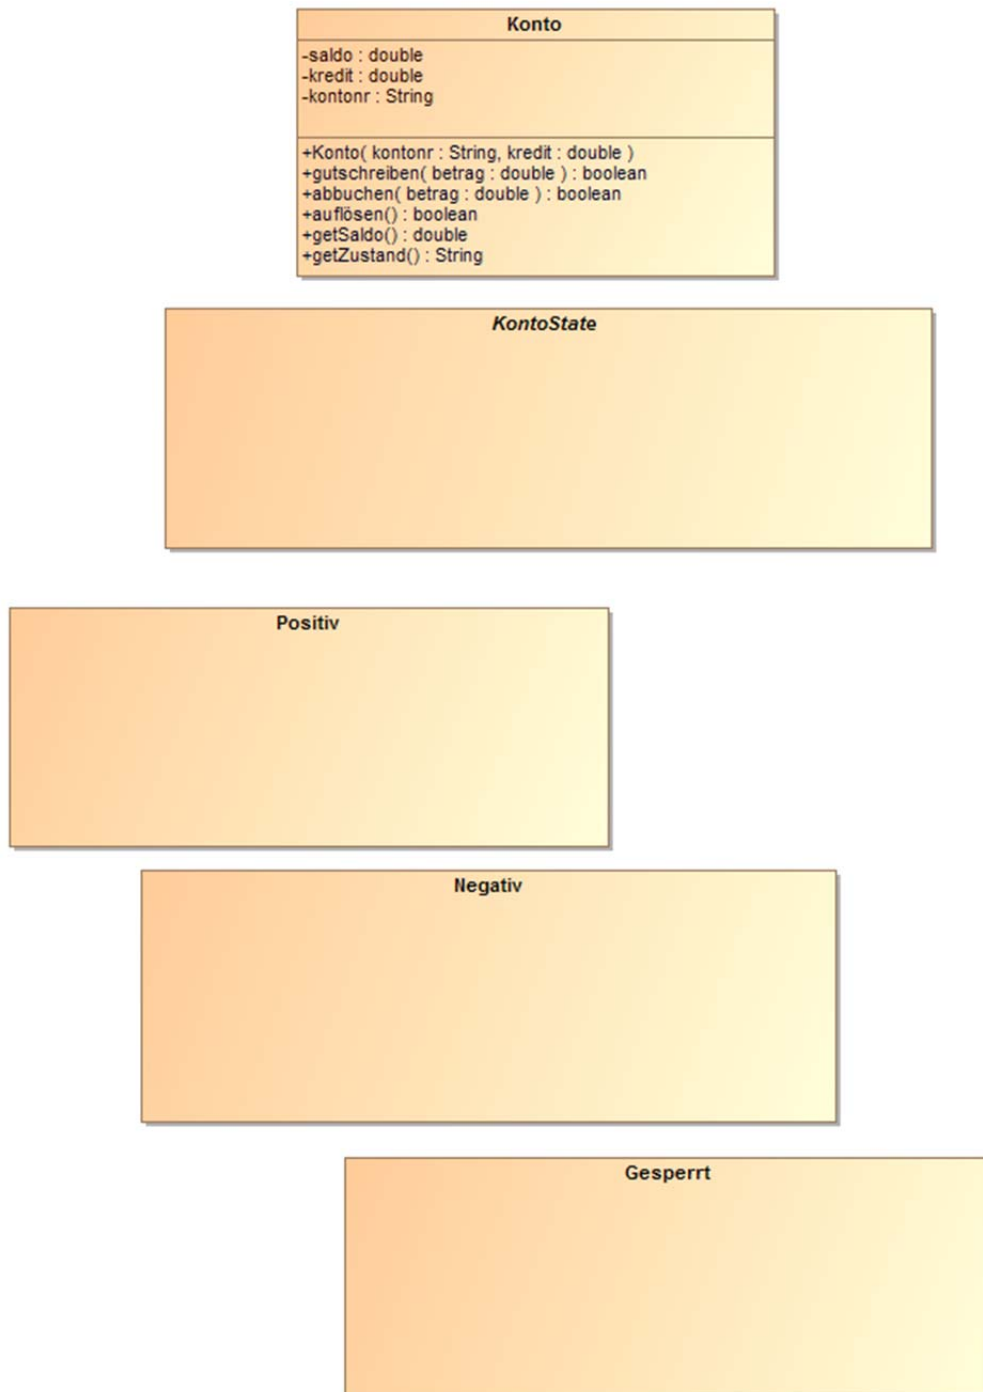 Konto
-saldo : double
-kredit : double
-kontonr : String
+Konto( kontonr : String, kredit : double )
+gutschreiben( betrag : double ) : boolean
+abbuchen( betrag : double ) : boolean
+auflösen() : boolean
+getSaldo() : double
+getZustand() : String
KontoState
Positiv
Negativ
Gesperrt